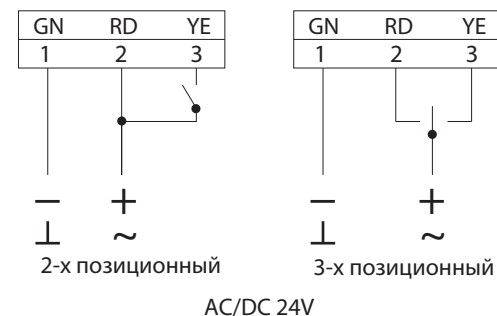 GN RD YE GN RD YE
1 2 3 1 2 3
− + − +
⊥ ~ ⊥ ~
2-х позиционный 3-х позиционный
AC/DC 24V